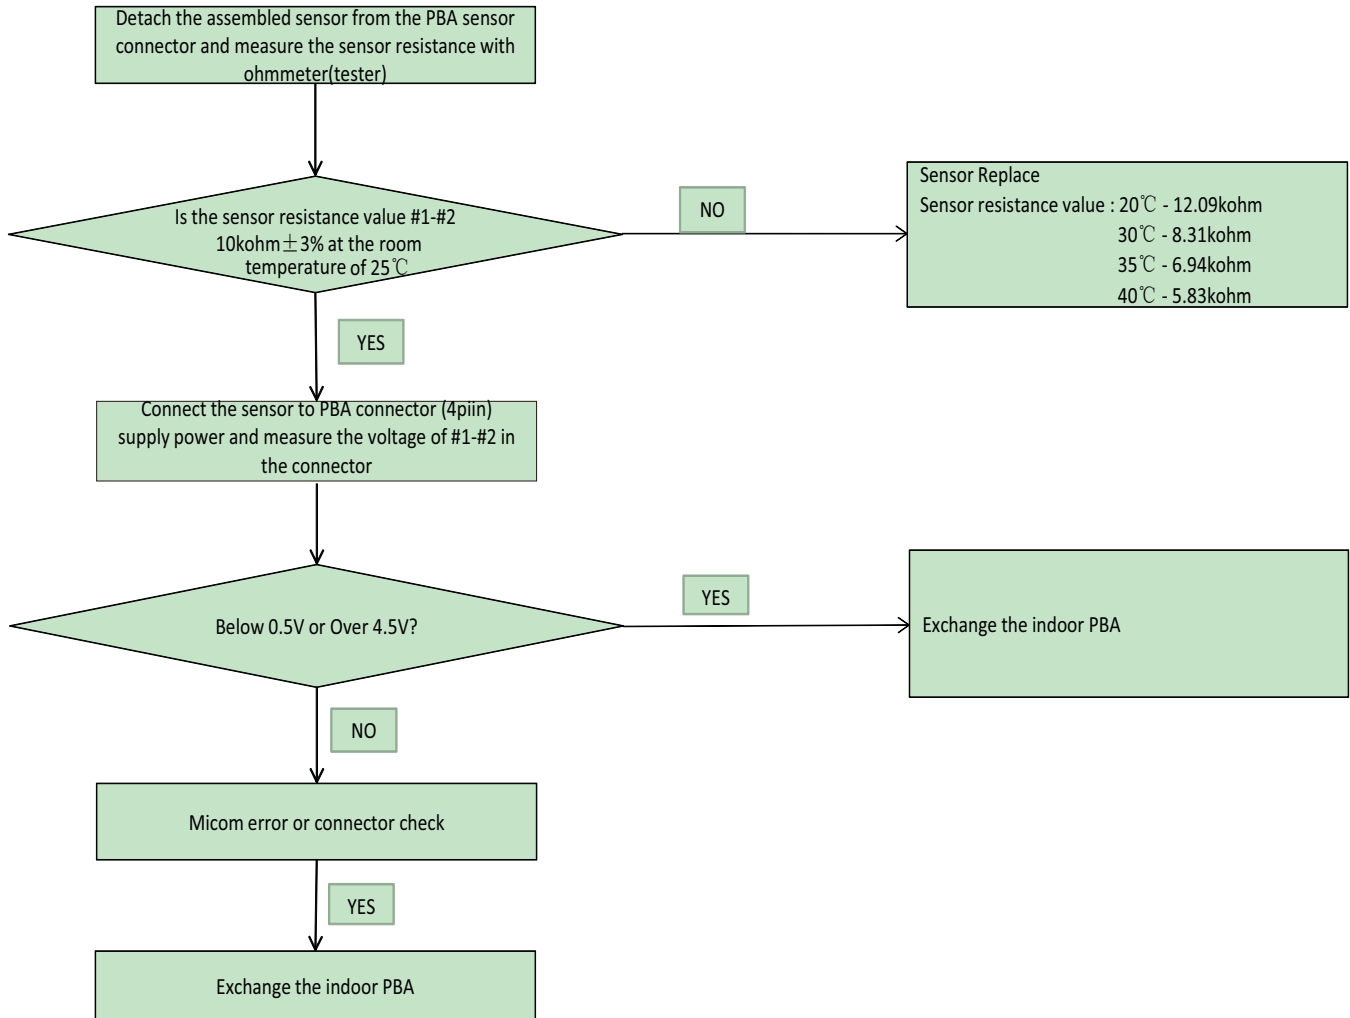 Detach the assembled sensor from the PBA sensor
connector and measure the sensor resistance with
ohmmeter(tester)
Is the sensor resistance value #1-#2
10kohm±3% at the room
temperature of 25℃
NO
Sensor Replace
Sensor resistance value : 20℃ - 12.09kohm
30℃ - 8.31kohm
35℃ - 6.94kohm
40℃ - 5.83kohm
YES
Connect the sensor to PBA connector (4piin)
supply power and measure the voltage of #1-#2 in
the connector
Below 0.5V or Over 4.5V?
YES
Exchange the indoor PBA
NO
Micom error or connector check
YES
Exchange the indoor PBA